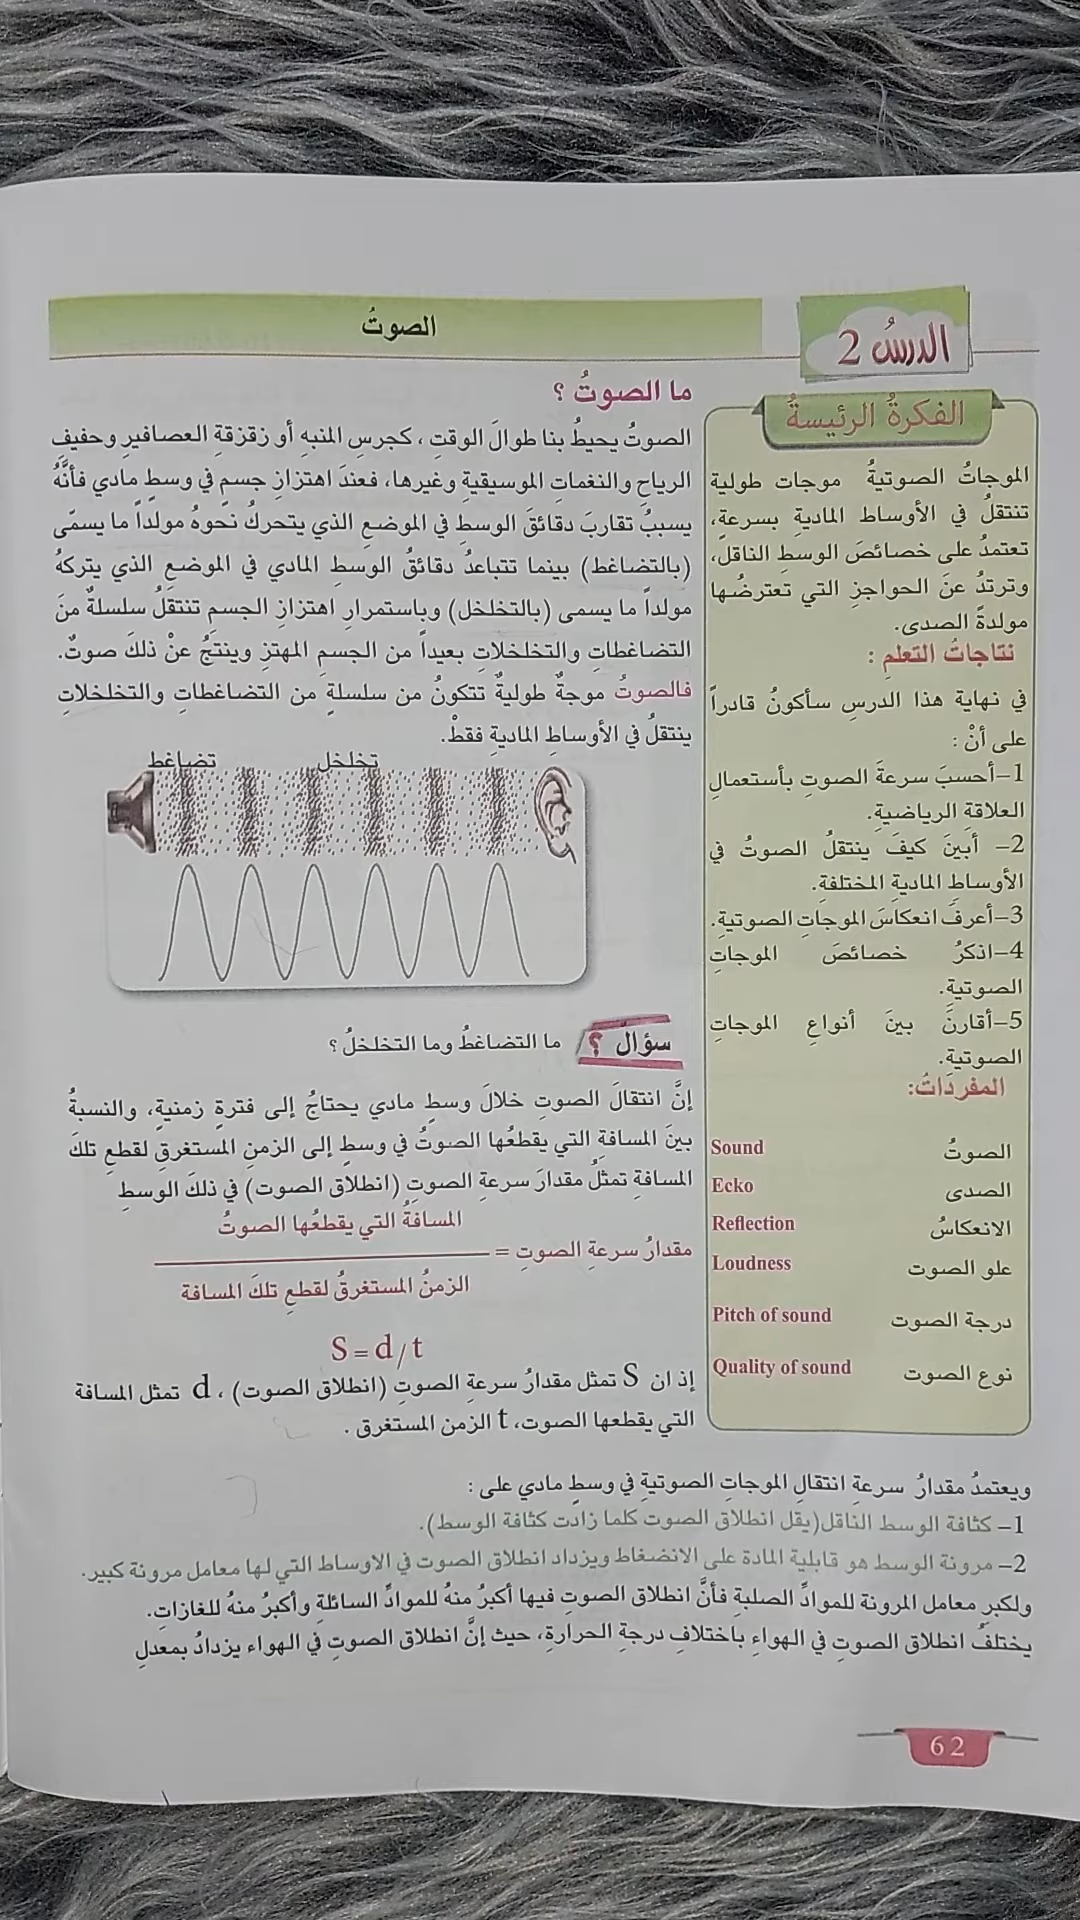 الدرسُ 2
الصوتُ
الفكرةُ الرئيسةُ
الموجاتُ الصوتيةُ موجات طولية
تنتقلُ في الأوساط الماديةِ بسرعةٍ،
تعتمدُ على خصائصَ الوسطِ الناقل،
وترتدُ عنَ الحواجزِ التي تعترضُها
مولدةً الصدى.
نتاجاتُ التعلمِ :
في نهاية هذا الدرسِ سأكونُ قادراً
على أنْ :
1–أحسبَ سرعةَ الصوتِ بأستعمالِ
العلاقة الرياضيةِ.
2– أبينَ كيفَ ينتقلُ الصوتُ في
الأوساط الماديةِ المختلفة.
3–أعرفَ انعكاسَ الموجاتِ الصوتيةِ.
4–اذكرُ خصائصَ الموجاتِ
الصوتيةِ.
5–أقارنَ بينَ أنواعِ الموجاتِ
الصوتيةِ.
المفرداتُ:
الصوتُ Sound
الصدى Ecko
الانعكاسُ Reflection
علو الصوت Loudness
درجة الصوت Pitch of sound
نوع الصوت Quality of sound
ما الصوتُ ؟
الصوتُ يحيطُ بنا طوالَ الوقتِ ، كجرسِ المنبه أو زقزقةِ العصافيرِ وحفيفِ
الرياحِ والنغماتِ الموسيقيةِ وغيرها، فعندَ اهتزازِ جسمٍ في وسطٍ مادي فأنَّهُ
يسببُ تقاربَ دقائقَ الوسطِ في الموضعِ الذي يتحركُ نحوهُ مولداً ما يسمّى
(بالتضاغط) بينما تتباعدُ دقائقُ الوسطِ المادي في الموضعِ الذي يتركهُ
مولداً ما يسمى (بالتخلخل) وباستمرارِ اهتزازِ الجسمِ تنتقلُ سلسلةٌ منَ
التضاغطاتِ والتخلخلاتِ بعيداً من الجسمِ المهتزِ وينتجُ عنْ ذلكَ صوتٌ.
فالصوتُ موجةٌ طوليةٌ تتكونُ من سلسلةٍ من التضاغطاتِ والتخلخلاتِ
ينتقلُ في الأوساط الماديةِ فقطْ.
تخلخل تضاغط
سؤالٌ ؟ ما التضاغطُ وما التخلخلُ ؟
إنَّ انتقالَ الصوتِ خلالَ وسطٍ مادي يحتاجُ إلى فترةٍ زمنيةٍ، والنسبةُ
بينَ المسافةِ التي يقطعُها الصوتُ في وسطٍ إلى الزمنِ المستغرقِ لقطعِ تلكَ
المسافةِ تمثلُ مقدارَ سرعةِ الصوتِ (انطلاق الصوت) في ذلكَ الوسطِ
المسافةُ التي يقطعُها الصوتُ
مقدارُ سرعةِ الصوتِ =
الزمنُ المستغرقُ لقطعِ تلكَ المسافة
S = d / t
إذ ان S تمثل مقدارُ سرعةِ الصوتِ (انطلاق الصوت) ، d تمثل المسافة
التي يقطعها الصوت، t الزمن المستغرق .
ويعتمدُ مقدارُ سرعةِ انتقالِ الموجاتِ الصوتيةِ في وسطٍ مادي على :
1– كثافة الوسط الناقل(يقل انطلاق الصوت كلما زادت كثافة الوسط).
2– مرونة الوسط هو قابلية المادة على الانضغاط ويزداد انطلاق الصوت في الاوساط التي لها معامل مرونة كبير.
ولكبرِ معامل المرونة للموادِّ الصلبةِ فأنَّ انطلاق الصوتِ فيها أكبرُ منهُ للموادِّ السائلةِ وأكبرُ منهُ للغازاتِ.
يختلفُ انطلاق الصوتِ في الهواءِ باختلافِ درجةِ الحرارةِ، حيث إنَّ انطلاق الصوتِ في الهواء يزدادُ بمعدلِ
62